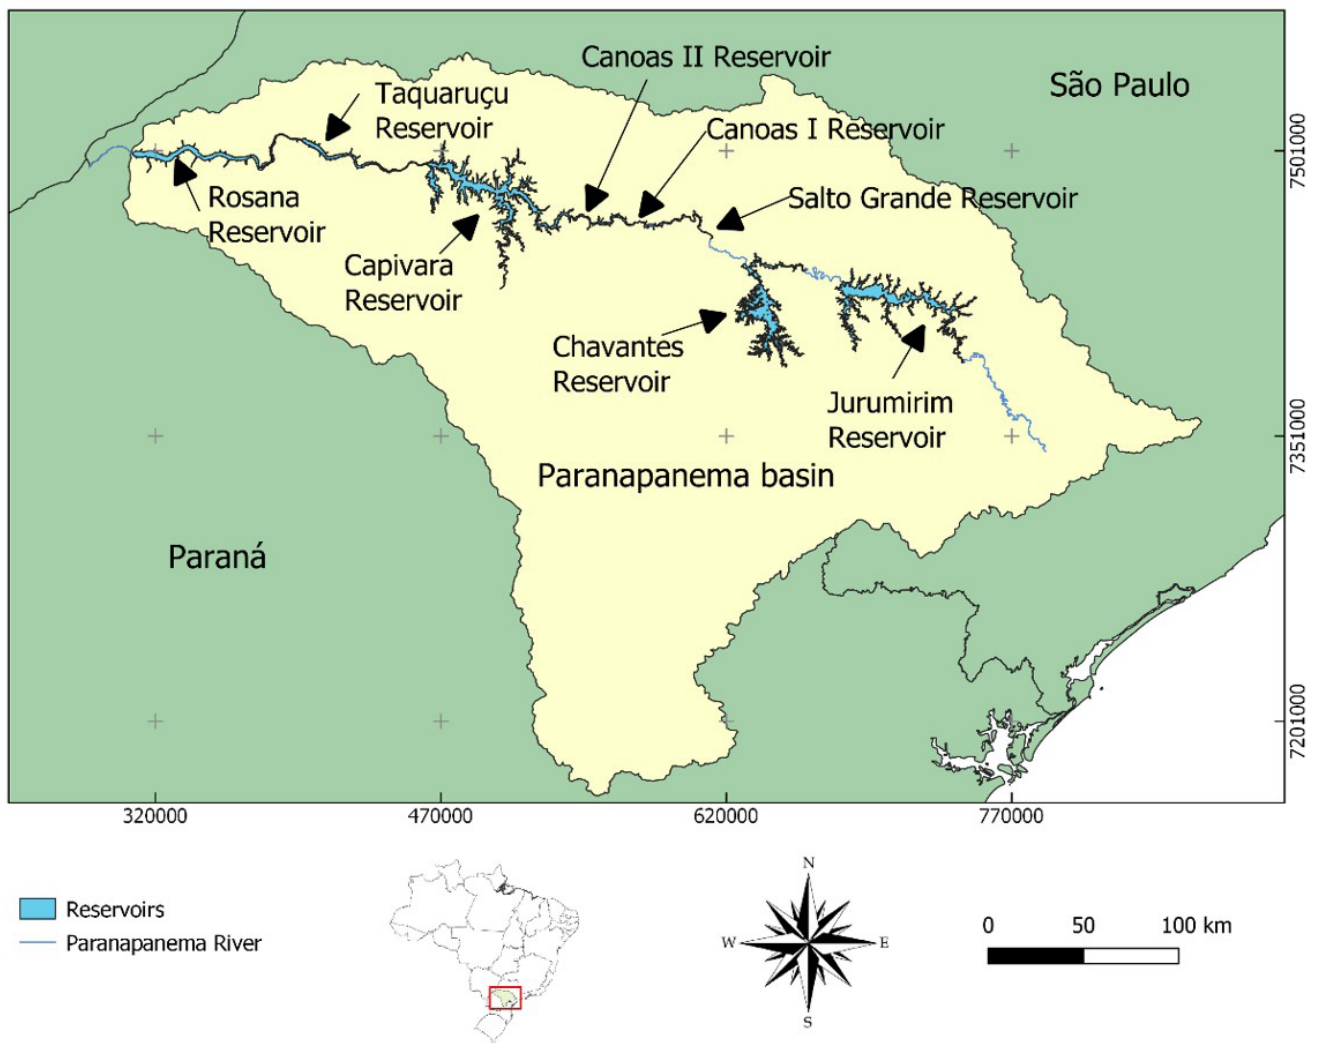 Canoas II Reservoir
São Paulo
Taquaruçu
Reservoir
Canoas I Reservoir
7501000
Rosana
Reservoir
Salto Grande Reservoir
Capivara
Reservoir
Chavantes
Reservoir
Jurumirim
Reservoir
7351000
Paranapanema basin
Paraná
7201000
320000
470000
620000
770000
Reservoirs
Paranapanema River
N
W
E
S
0 50 100 km